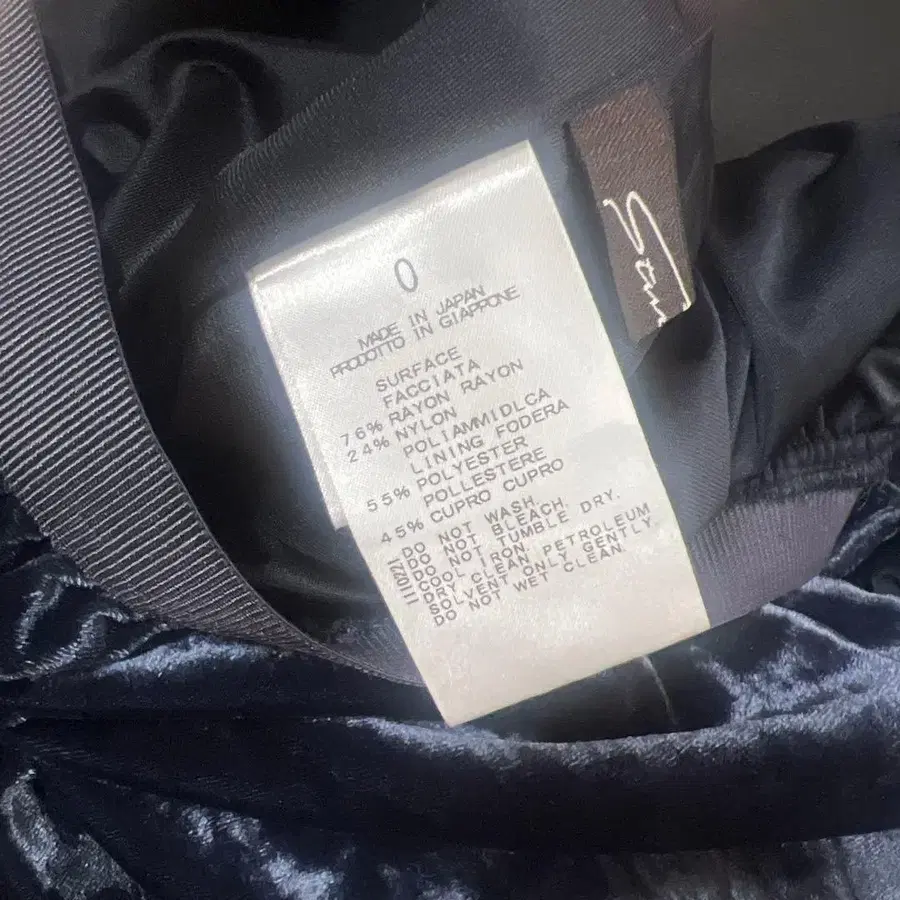 0
MADE IN JAPAN
PRODOTTO IN GIAPPONE
SURFACE
FACCIATA
76% RAYON RAYON
24% NYLON
POLIAMMIDLCA
LINING FODERA
55% POLYESTER
POLLESTERE
45% CUPRO CUPRO
DO NOT WASH.
DO NOT BLEACH.
DO NOT TUMBLE DRY.
COOL IRON.
DRY CLEAN PETROLEUM
SOLVENT ONLY GENTLY.
DO NOT WET CLEAN.
110221